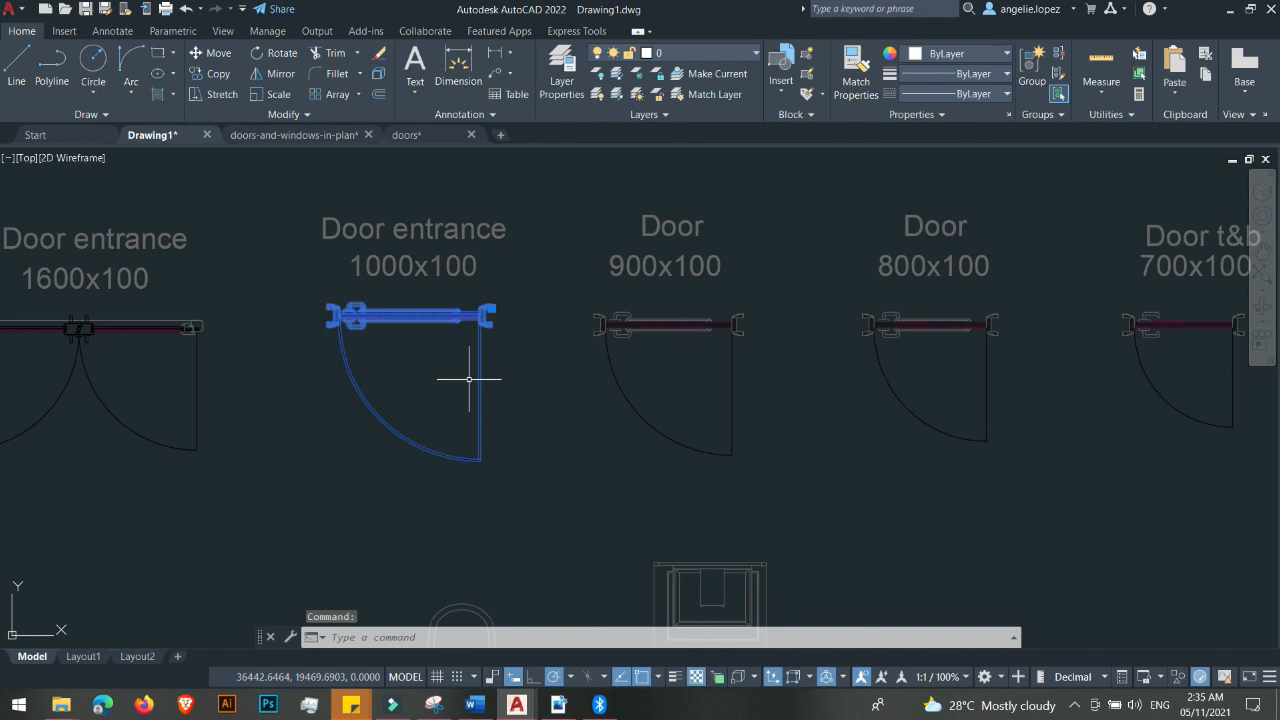 Share
Autodesk AutoCAD 2022 Drawing1.dwg
Type a keyword or phrase
angelie.lopez
Home Insert Annotate Parametric View Manage Output Add-ins Collaborate Featured Apps Express Tools
Line Polyline Circle Arc
Move Rotate Trim
Copy Mirror Fillet
Stretch Scale Array
Text Dimension Table
Layer Properties
0
Make Current
Match Layer
Insert
Match Properties
ByLayer
ByLayer
ByLayer
Group Measure Paste Base
Draw Modify Annotation Layers Block Properties Groups Utilities Clipboard View
Start Drawing1* doors-and-windows-in-plan* doors*
[−][Top][2D Wireframe]
Door entrance
1600x100
Door entrance
1000x100
Door
900x100
Door
800x100
Door t&b
700x100
Y
X
Command:
Type a command
Model Layout1 Layout2
36442.6464, 19469.6903, 0.0000 MODEL 1:1 / 100% Decimal
Ai Ps W A
28°C Mostly cloudy ENG 2:35 AM
05/11/2021